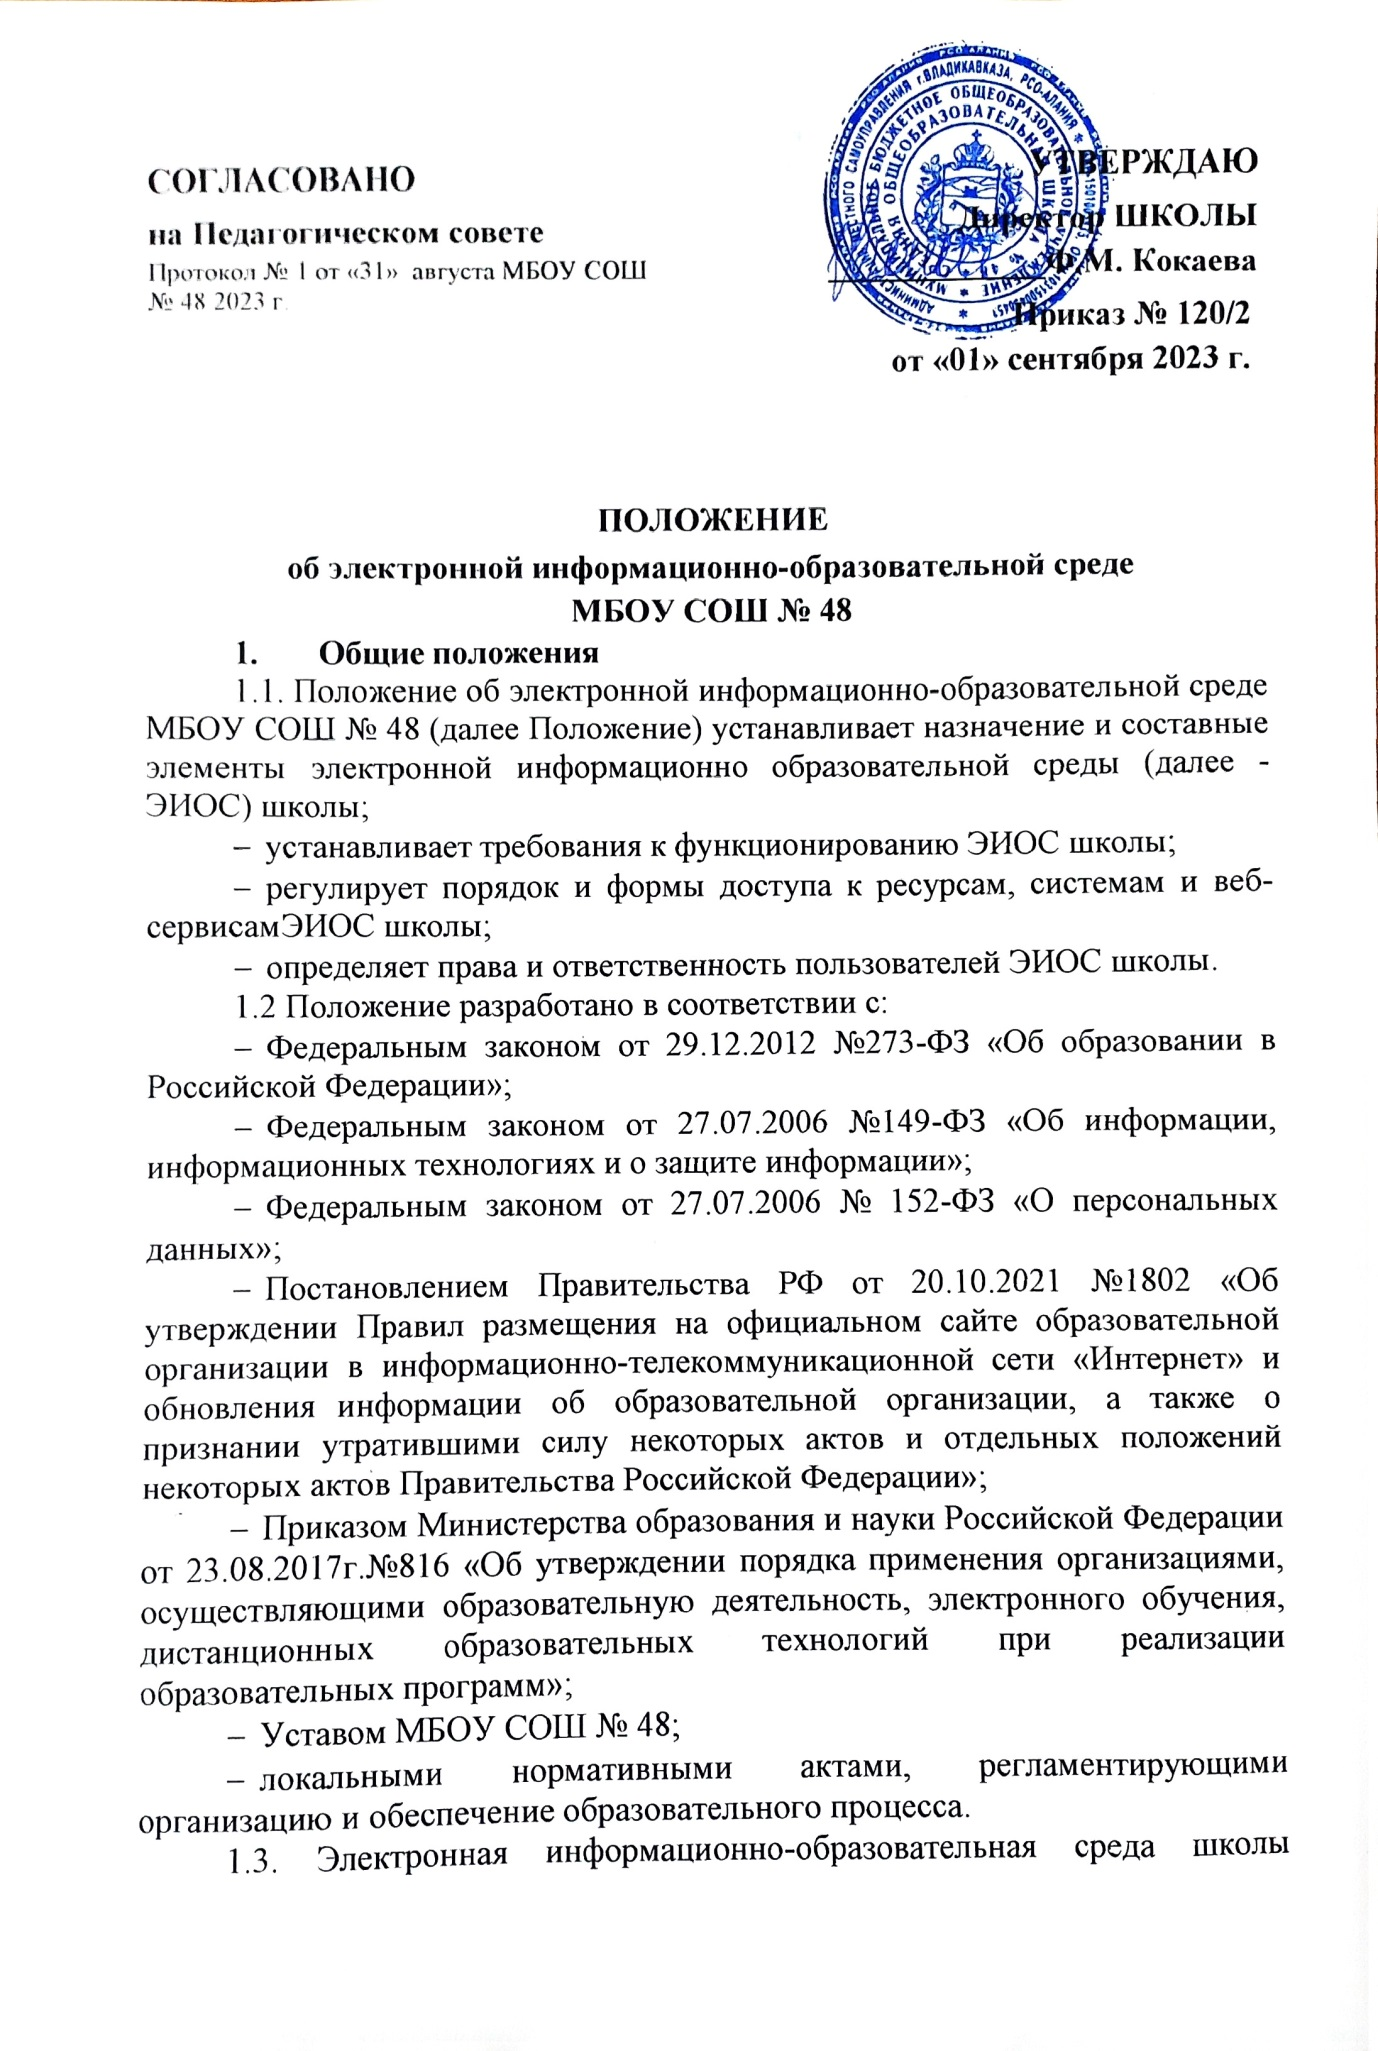 СОГЛАСОВАНО
на Педагогическом совете
Протокол № 1 от «31» августа МБОУ СОШ
№ 48 2023 г.
УТВЕРЖДАЮ
Директор ШКОЛЫ
Ф.М. Кокаева
Приказ № 120/2
от «01» сентября 2023 г.
ПОЛОЖЕНИЕ
об электронной информационно-образовательной среде
МБОУ СОШ № 48
1. Общие положения
1.1. Положение об электронной информационно-образовательной среде
МБОУ СОШ № 48 (далее Положение) устанавливает назначение и составные
элементы электронной информационно образовательной среды (далее -
ЭИОС) школы;
– устанавливает требования к функционированию ЭИОС школы;
– регулирует порядок и формы доступа к ресурсам, системам и веб-
сервисамЭИОС школы;
– определяет права и ответственность пользователей ЭИОС школы.
1.2 Положение разработано в соответствии с:
– Федеральным законом от 29.12.2012 №273-ФЗ «Об образовании в
Российской Федерации»;
– Федеральным законом от 27.07.2006 №149-ФЗ «Об информации,
информационных технологиях и о защите информации»;
– Федеральным законом от 27.07.2006 № 152-ФЗ «О персональных
данных»;
– Постановлением Правительства РФ от 20.10.2021 №1802 «Об
утверждении Правил размещения на официальном сайте образовательной
организации в информационно-телекоммуникационной сети «Интернет» и
обновления информации об образовательной организации, а также о
признании утратившими силу некоторых актов и отдельных положений
некоторых актов Правительства Российской Федерации»;
– Приказом Министерства образования и науки Российской Федерации
от 23.08.2017г.№816 «Об утверждении порядка применения организациями,
осуществляющими образовательную деятельность, электронного обучения,
дистанционных образовательных технологий при реализации
образовательных программ»;
– Уставом МБОУ СОШ № 48;
– локальными нормативными актами, регламентирующими
организацию и обеспечение образовательного процесса.
1.3. Электронная информационно-образовательная среда школы